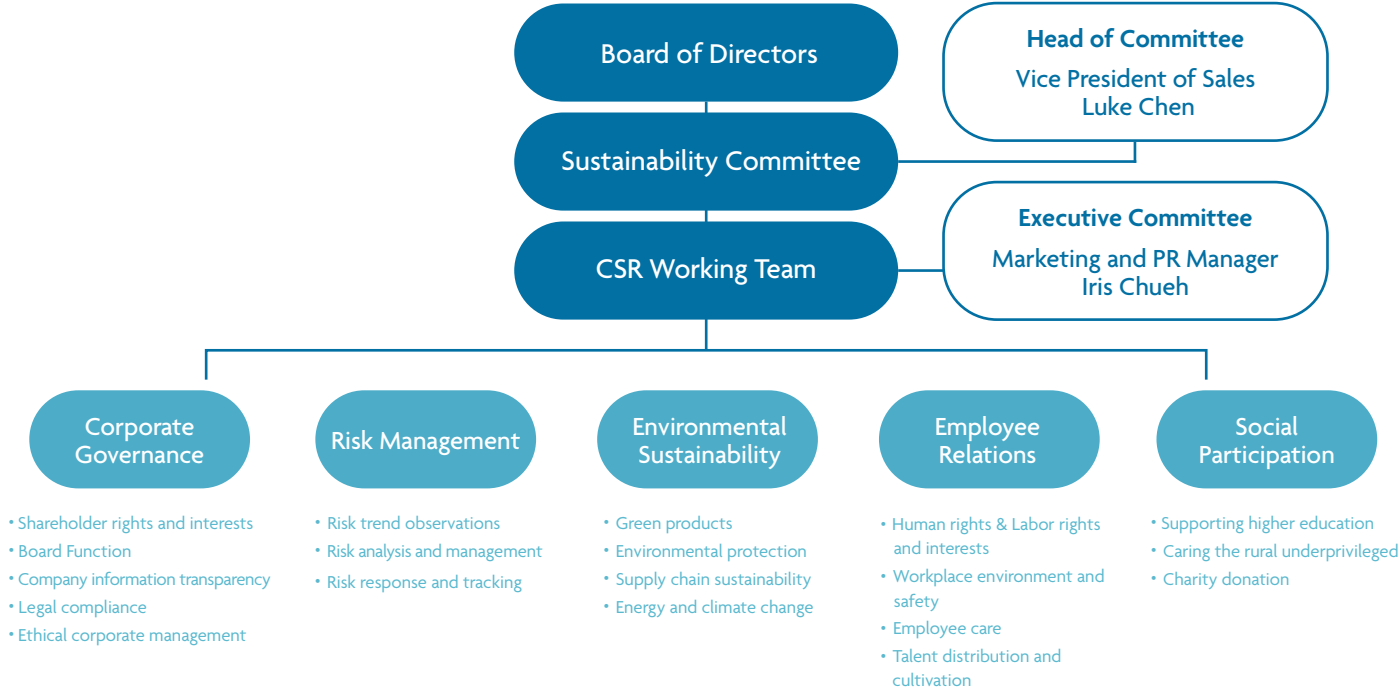 Board of Directors
Head of Committee
Vice President of Sales
Luke Chen
Sustainability Committee
Executive Committee
Marketing and PR Manager
Iris Chueh
CSR Working Team
Corporate
Governance
• Shareholder rights and interests
• Board Function
• Company information transparency
• Legal compliance
• Ethical corporate management
Risk Management
• Risk trend observations
• Risk analysis and management
• Risk response and tracking
Environmental
Sustainability
• Green products
• Environmental protection
• Supply chain sustainability
• Energy and climate change
Employee
Relations
• Human rights & Labor rights
and interests
• Workplace environment and
safety
• Employee care
• Talent distribution and
cultivation
Social
Participation
• Supporting higher education
• Caring the rural underprivileged
• Charity donation